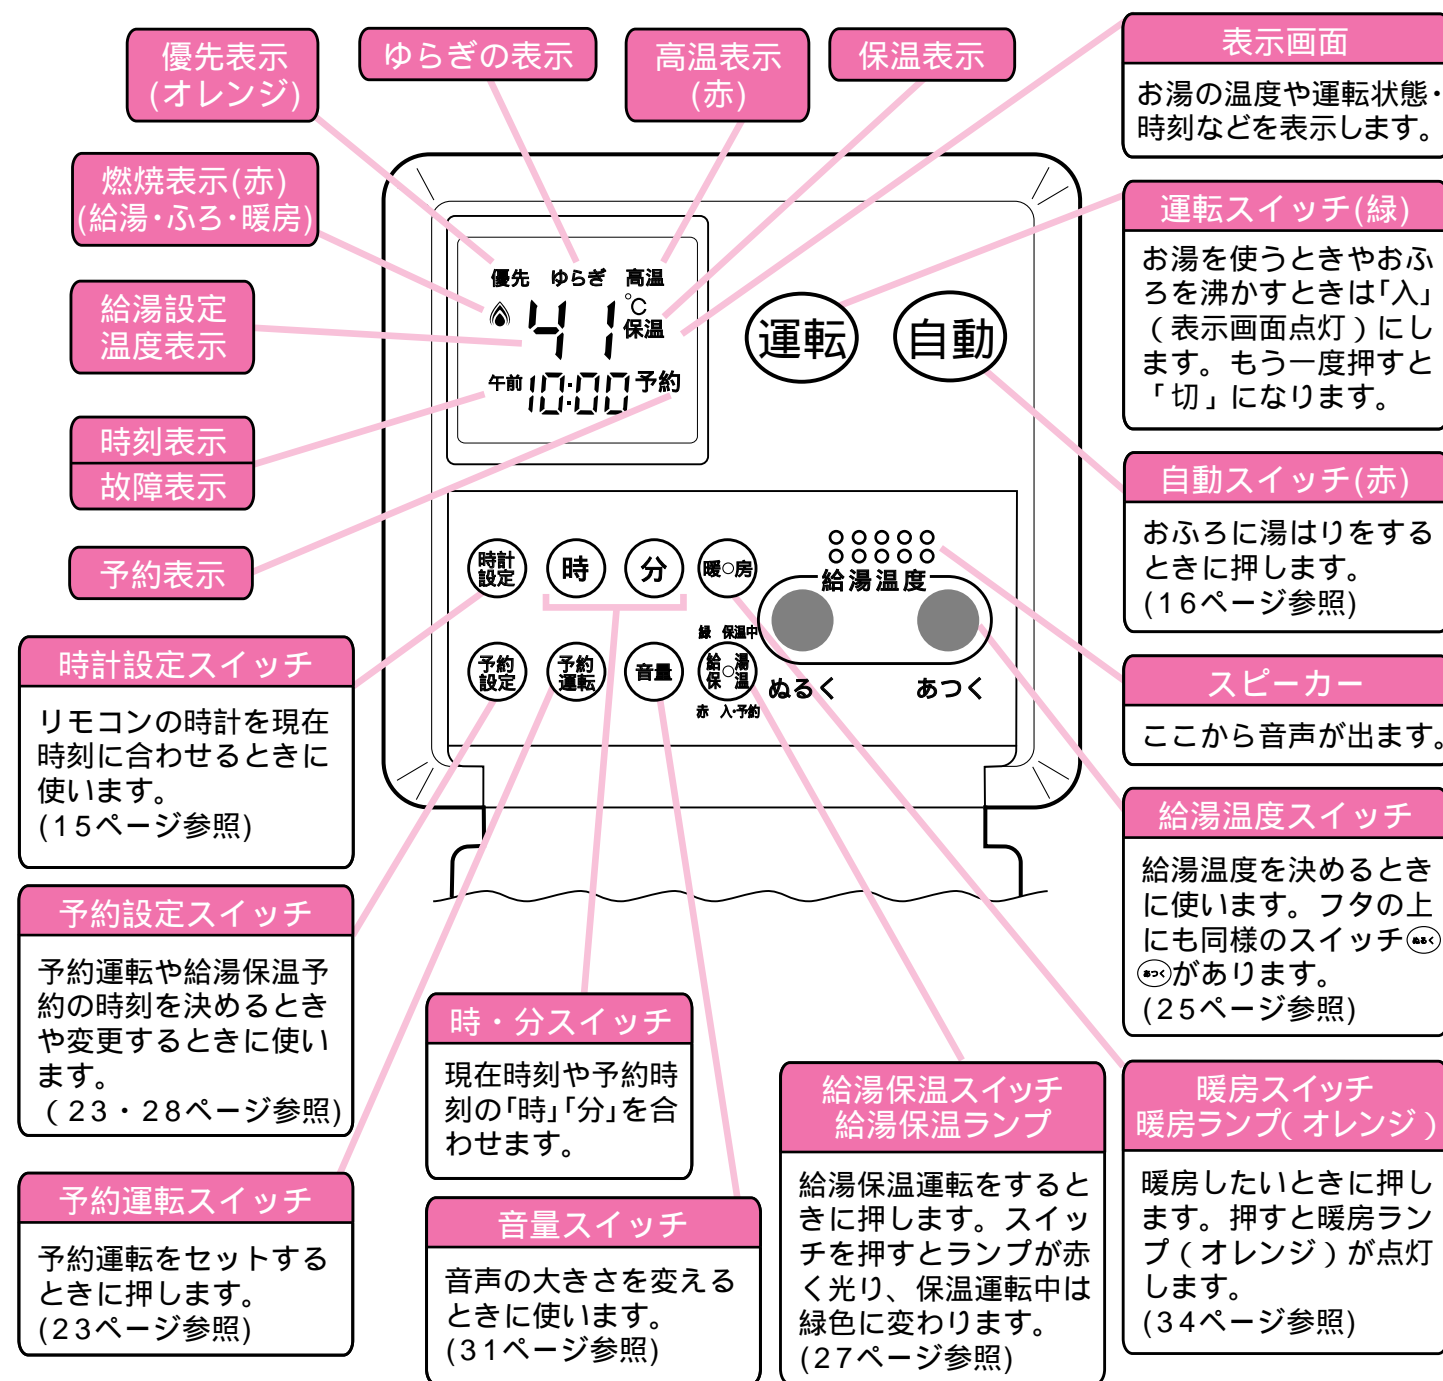 優先表示
(オレンジ)
ゆらぎの表示
高温表示
(赤)
保温表示
表示画面
お湯の温度や運転状態・
時刻などを表示します。
燃焼表示(赤)
(給湯・ふろ・暖房)
給湯設定
温度表示
時刻表示
故障表示
予約表示
優先 ゆらぎ 高温
41
℃
保温
午前 10:00 予約
運転
自動
運転スイッチ(緑)
お湯を使うときやおふ
ろを沸かすときは「入」
(表示画面点灯)にし
ます。もう一度押すと
「切」になります。
自動スイッチ(赤)
おふろに湯はりをする
ときに押します。
(16ページ参照)
時計
設定
時
分
暖房
給湯温度
緑 保温中
予約
設定
予約
運転
音量
給湯
保温
赤 入・予約
ぬるく
あつく
スピーカー
ここから音声が出ます。
給湯温度スイッチ
給湯温度を決めるとき
に使います。フタの上
にも同様のスイッチぬるく
あつくがあります。
(25ページ参照)
時計設定スイッチ
リモコンの時計を現在
時刻に合わせるときに
使います。
(15ページ参照)
予約設定スイッチ
予約運転や給湯保温予
約の時刻を決めるとき
や変更するときに使い
ます。
(23・28ページ参照)
予約運転スイッチ
予約運転をセットする
ときに押します。
(23ページ参照)
時・分スイッチ
現在時刻や予約時
刻の「時」「分」を合
わせます。
音量スイッチ
音声の大きさを変える
ときに使います。
(31ページ参照)
給湯保温スイッチ
給湯保温ランプ
給湯保温運転をすると
きに押します。スイッ
チを押すとランプが赤
く光り、保温運転中は
緑色に変わります。
(27ページ参照)
暖房スイッチ
暖房ランプ(オレンジ)
暖房したいときに押し
ます。押すと暖房ラン
プ(オレンジ)が点灯
します。
(34ページ参照)